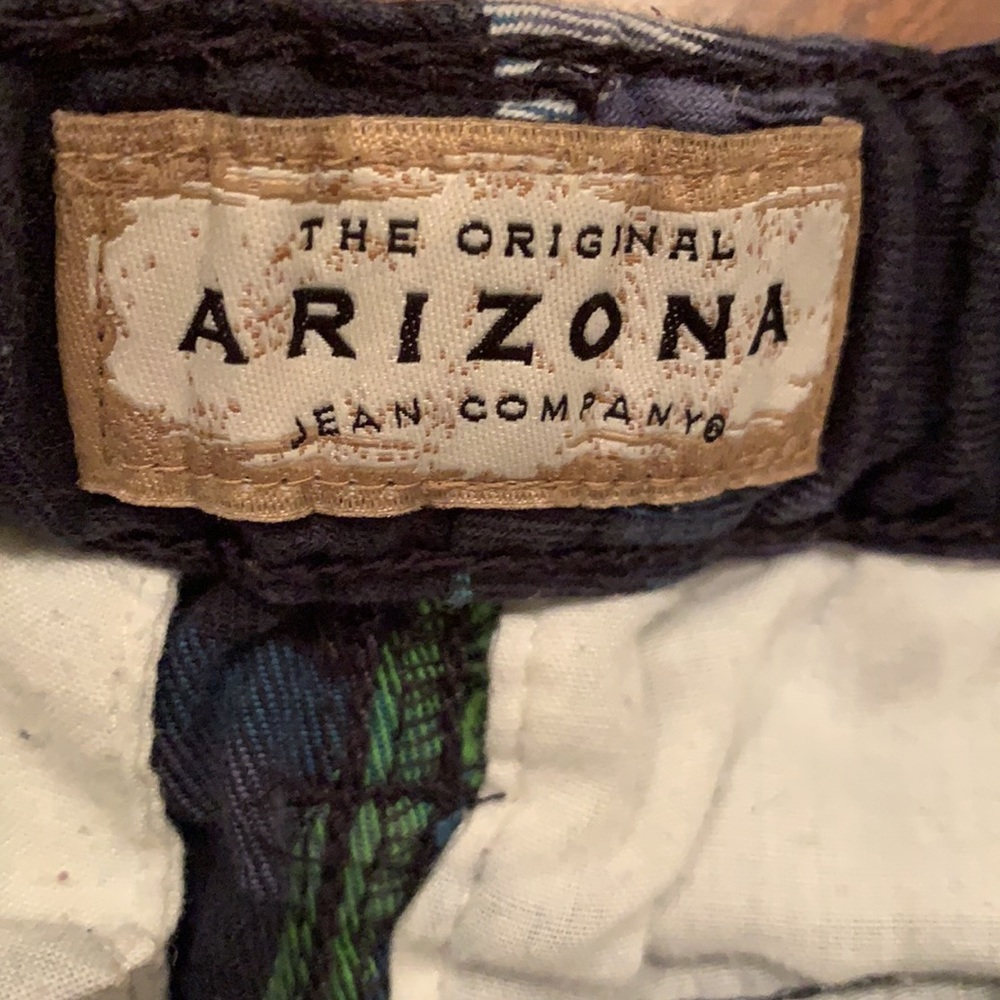 THE ORIGINAL
ARIZONA
JEAN COMPANY®